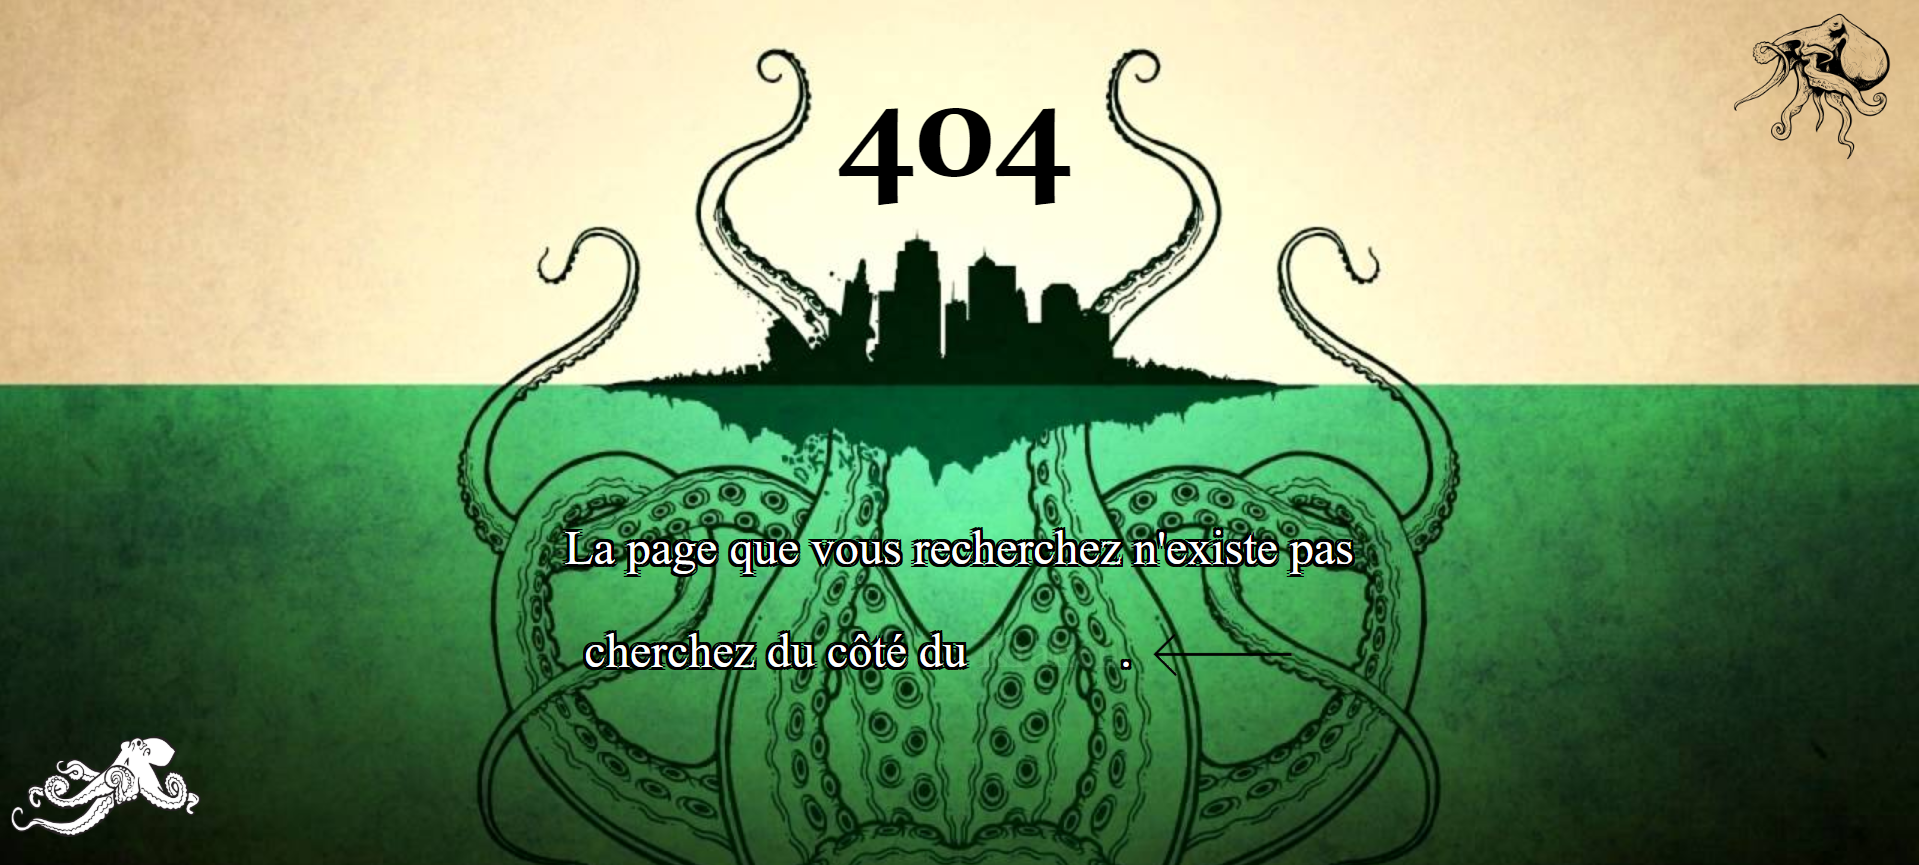 404
La page que vous recherchez n'existe pas
cherchez du côté du .